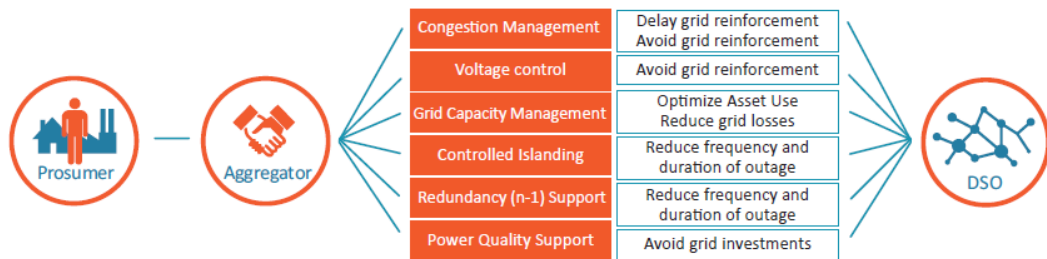 Prosumer
Aggregator
Congestion Management
Delay grid reinforcement
Avoid grid reinforcement
Voltage control
Avoid grid reinforcement
Grid Capacity Management
Optimize Asset Use
Reduce grid losses
Controlled Islanding
Reduce frequency and
duration of outage
Redundancy (n-1) Support
Reduce frequency and
duration of outage
Power Quality Support
Avoid grid investments
DSO